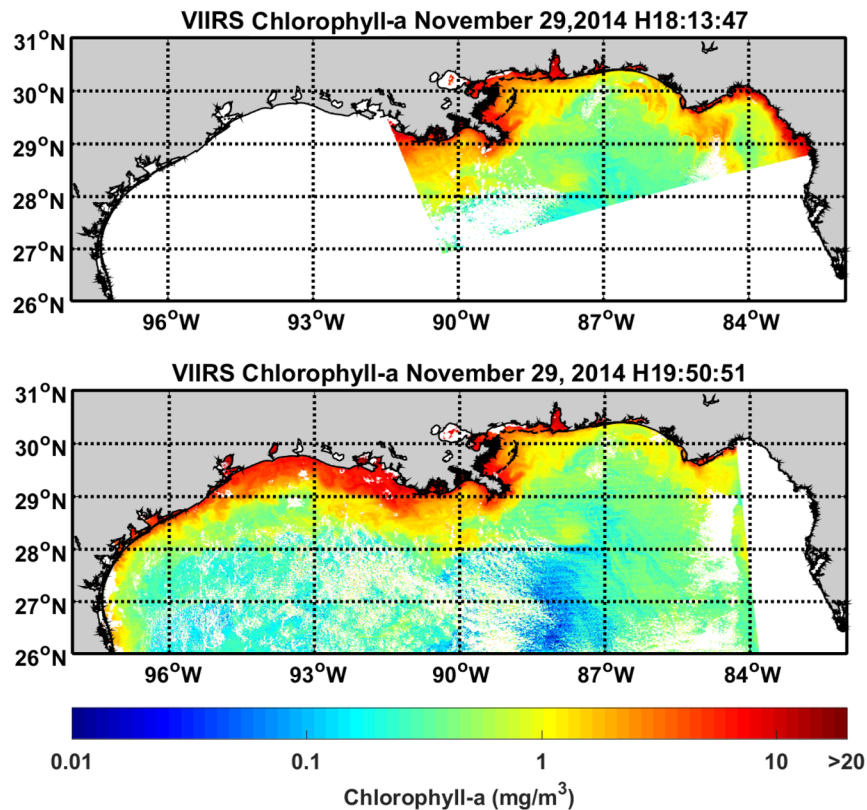 VIIRS Chlorophyll-a November 29,2014 H18:13:47
31°N
30°N
29°N
28°N
27°N
26°N
96°W 93°W 90°W 87°W 84°W
VIIRS Chlorophyll-a November 29, 2014 H19:50:51
31°N
30°N
29°N
28°N
27°N
26°N
96°W 93°W 90°W 87°W 84°W
0.01 0.1 1 10 >20
Chlorophyll-a (mg/m³)